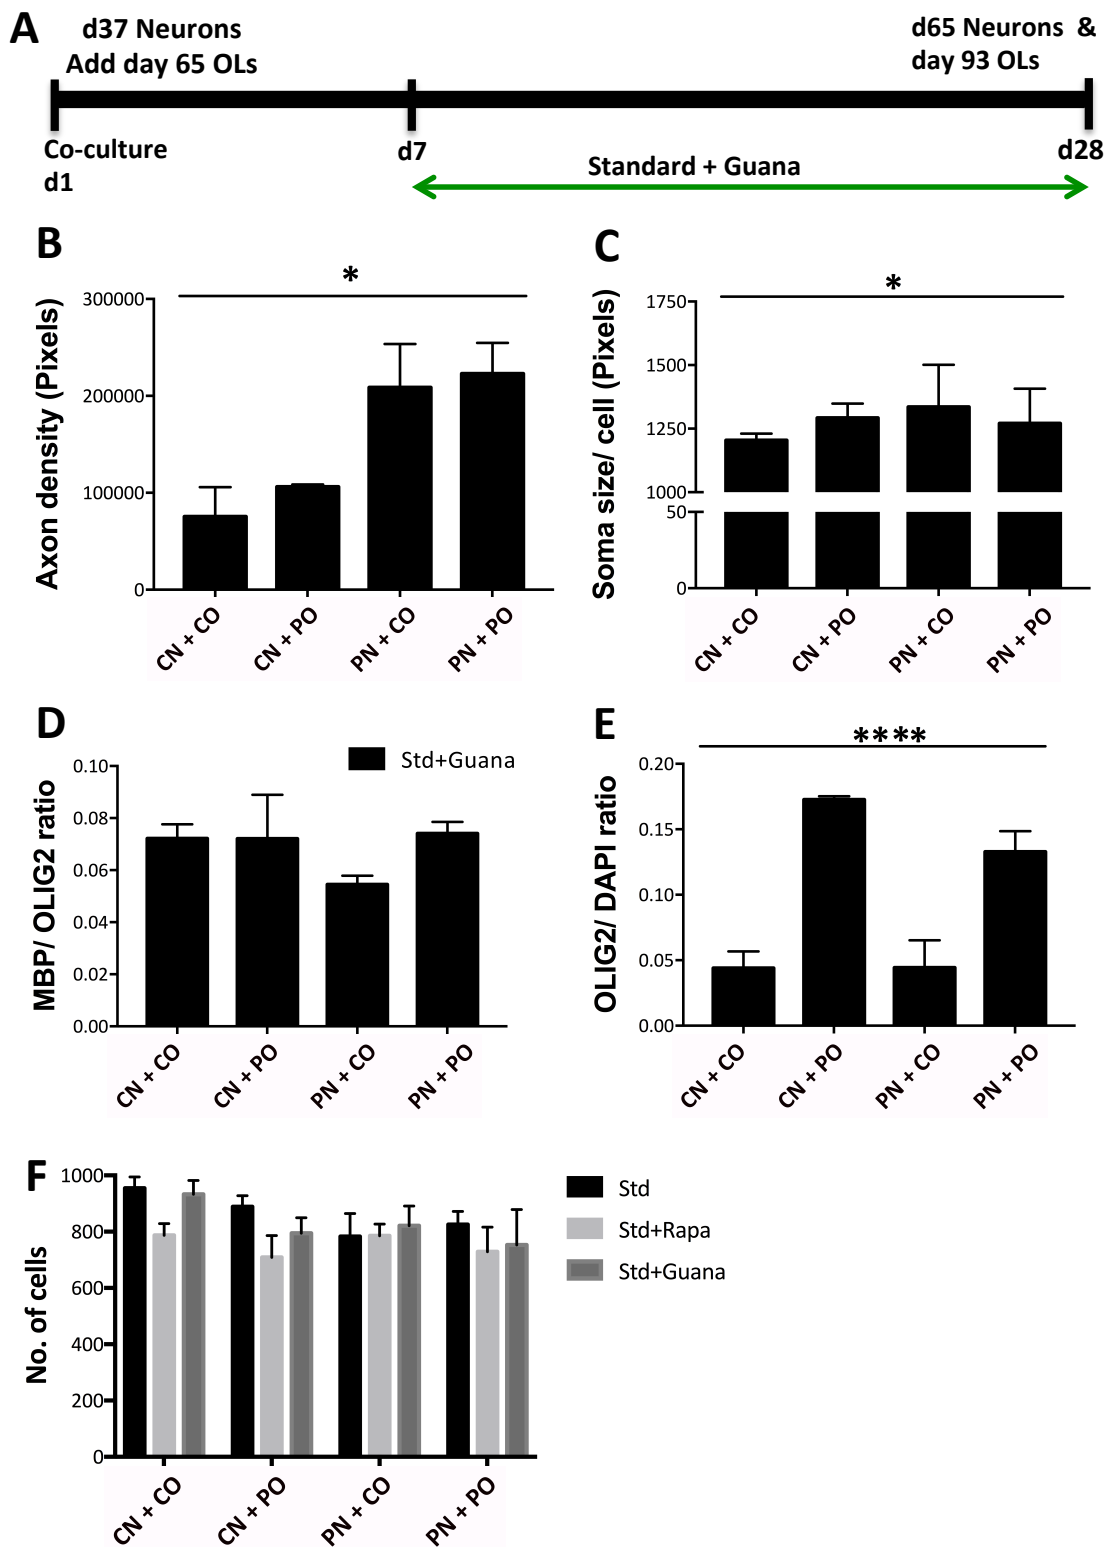 A
d37 Neurons
Add day 65 OLs
d65 Neurons &
day 93 OLs
Co-culture
d1
d7
d28
Standard + Guana
B
*
Axon density (Pixels)
300000
200000
100000
0
CN + CO
CN + PO
PN + CO
PN + PO
C
*
Soma size/ cell (Pixels)
1750
1500
1250
1000
50
0
CN + CO
CN + PO
PN + CO
PN + PO
D
Std+Guana
MBP/ OLIG2 ratio
0.10
0.08
0.06
0.04
0.02
0.00
CN + CO
CN + PO
PN + CO
PN + PO
E
****
OLIG2/ DAPI ratio
0.20
0.15
0.10
0.05
0.00
CN + CO
CN + PO
PN + CO
PN + PO
F
No. of cells
1000
800
600
400
200
0
CN + CO
CN + PO
PN + CO
PN + PO
Std
Std+Rapa
Std+Guana